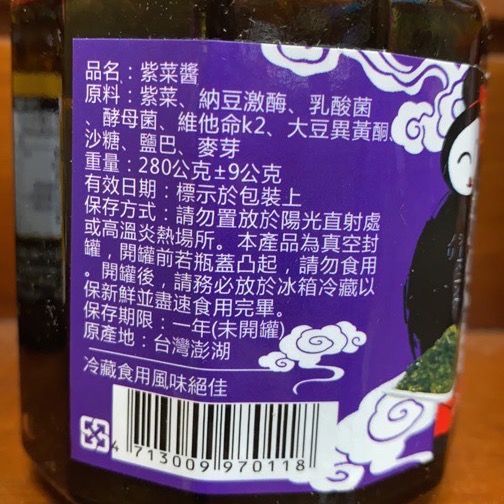 品名：紫菜醬
原料：紫菜、納豆激酶、乳酸菌
、酵母菌、維他命k2、大豆異黃酮、
沙糖、鹽巴、麥芽
重量：280公克±9公克
有效日期：標示於包裝上
保存方式：請勿置放於陽光直射處
或高溫炎熱場所。本產品為真空封
罐，開罐前若瓶蓋凸起，請勿食用
。開罐後，請務必放於冰箱冷藏以
保新鮮並盡速食用完畢。
保存期限：一年(未開罐)
原產地：台灣澎湖
冷藏食用風味絕佳
4 713009 970118